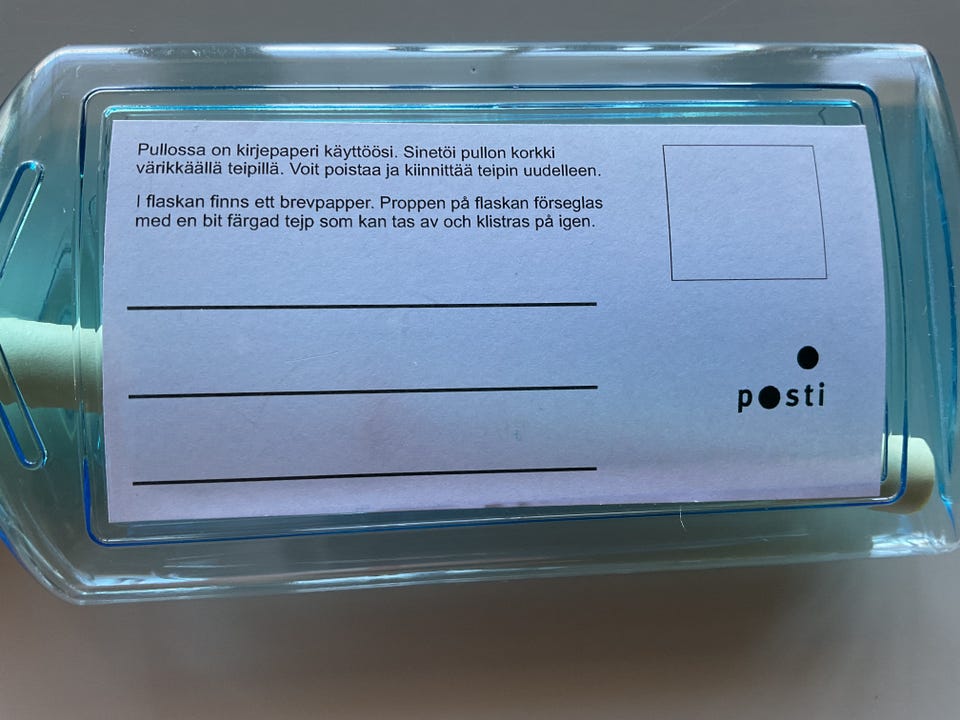 Pullossa on kirjepaperi käyttöösi. Sinetöi pullon korkki
värikkäällä teipillä. Voit poistaa ja kiinnittää teipin uudelleen.
I flaskan finns ett brevpapper. Proppen på flaskan förseglas
med en bit färgad tejp som kan tas av och klistras på igen.
posti